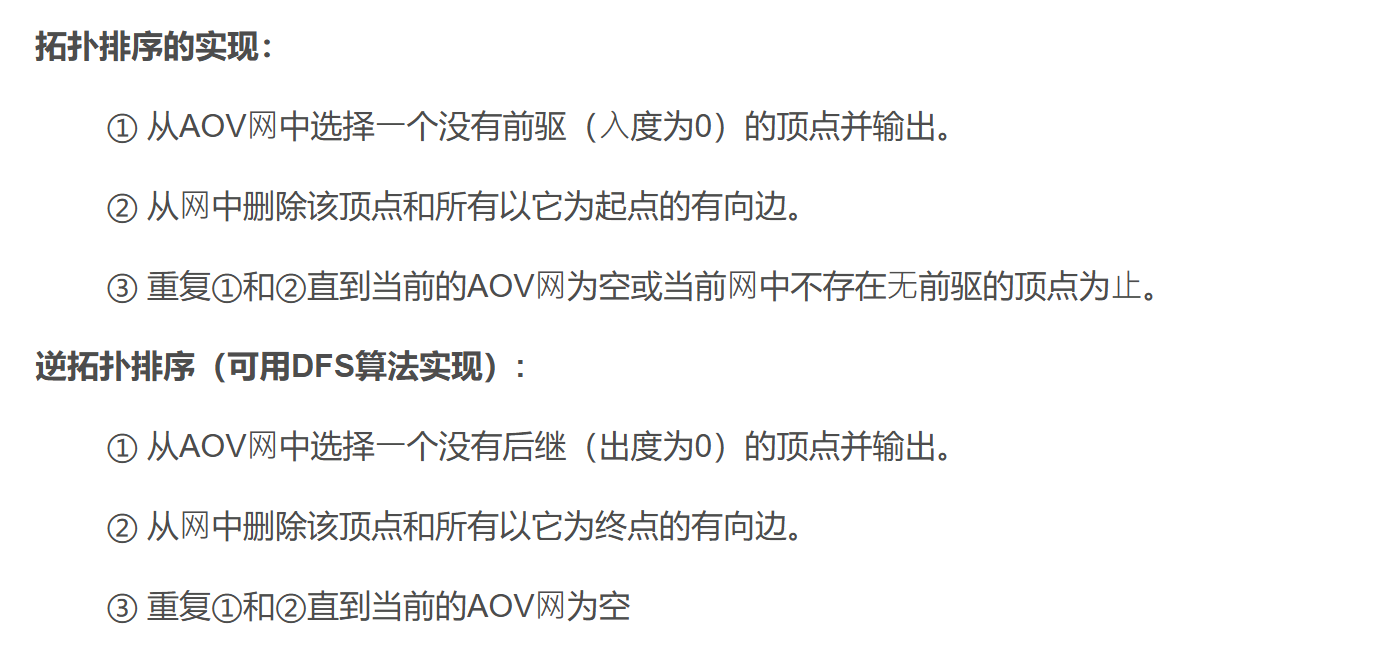 拓扑排序的实现：
① 从AOV网中选择一个没有前驱（入度为0）的顶点并输出。
② 从网中删除该顶点和所有以它为起点的有向边。
③ 重复①和②直到当前的AOV网为空或当前网中不存在无前驱的顶点为止。
逆拓扑排序（可用DFS算法实现）:
① 从AOV网中选择一个没有后继（出度为0）的顶点并输出。
② 从网中删除该顶点和所有以它为终点的有向边。
③ 重复①和②直到当前的AOV网为空